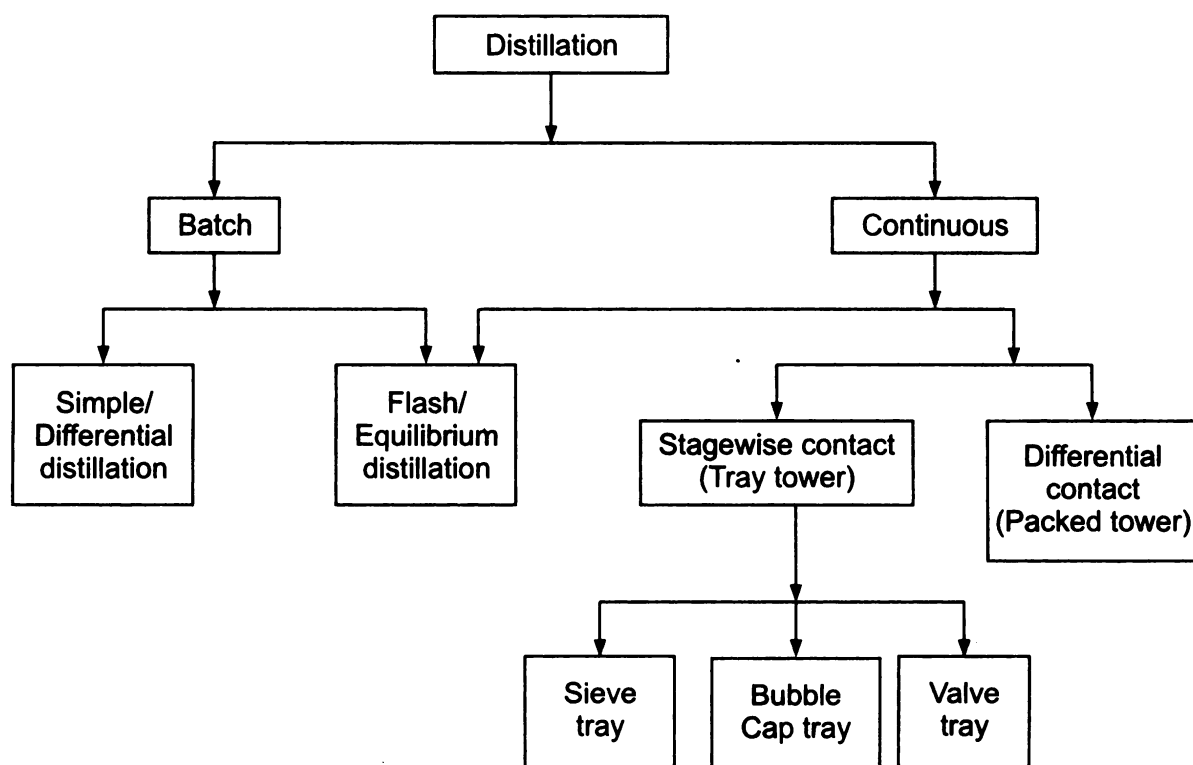 Distillation
Batch
Continuous
Simple/
Differential
distillation
Flash/
Equilibrium
distillation
Stagewise contact
(Tray tower)
Differential
contact
(Packed tower)
Sieve
tray
Bubble
Cap tray
Valve
tray